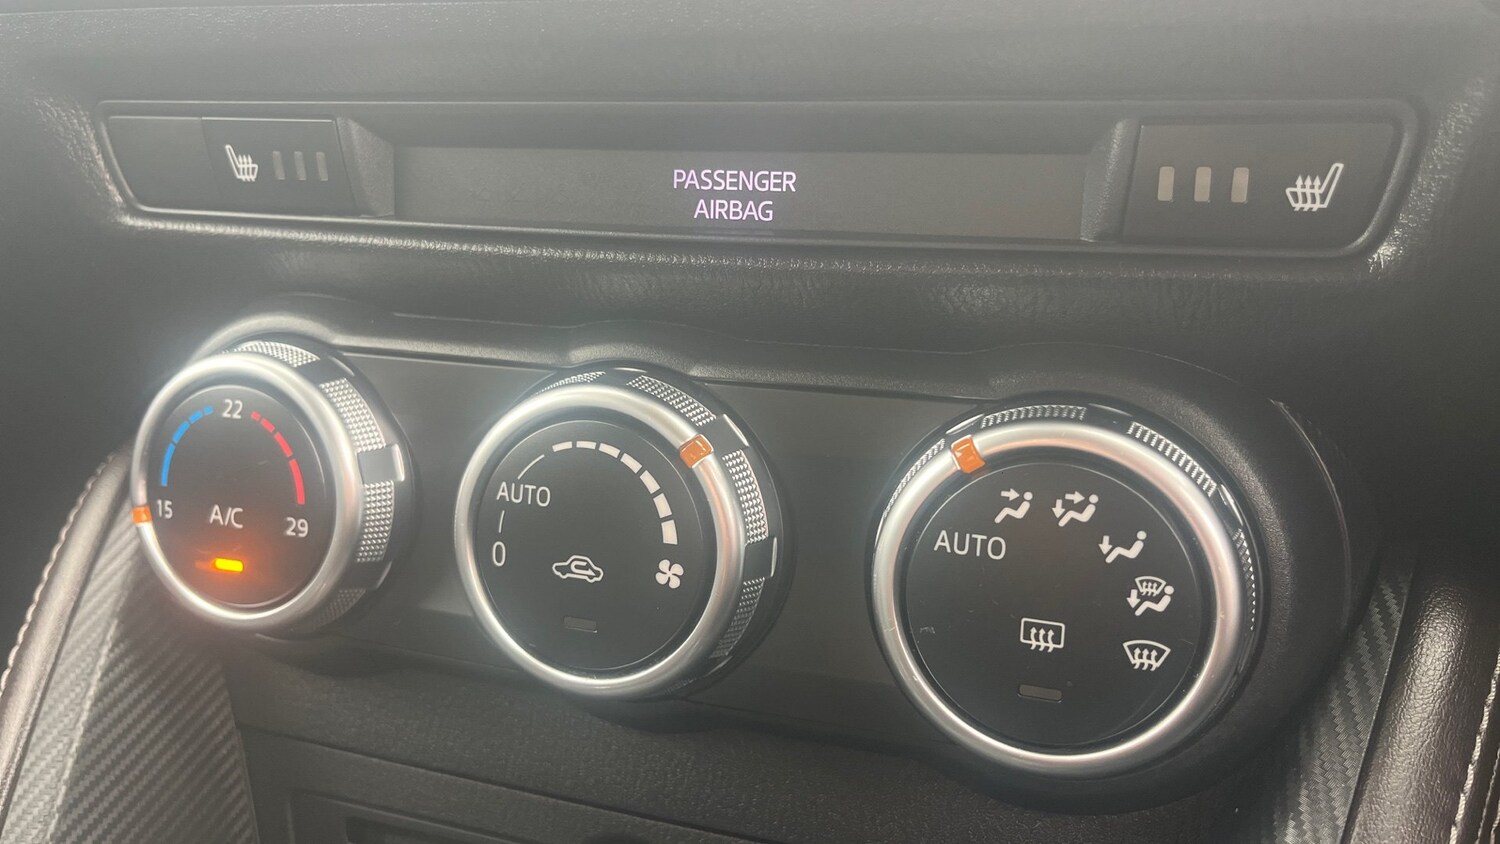 PASSENGER
AIRBAG
22
15
29
A/C
AUTO
0
AUTO